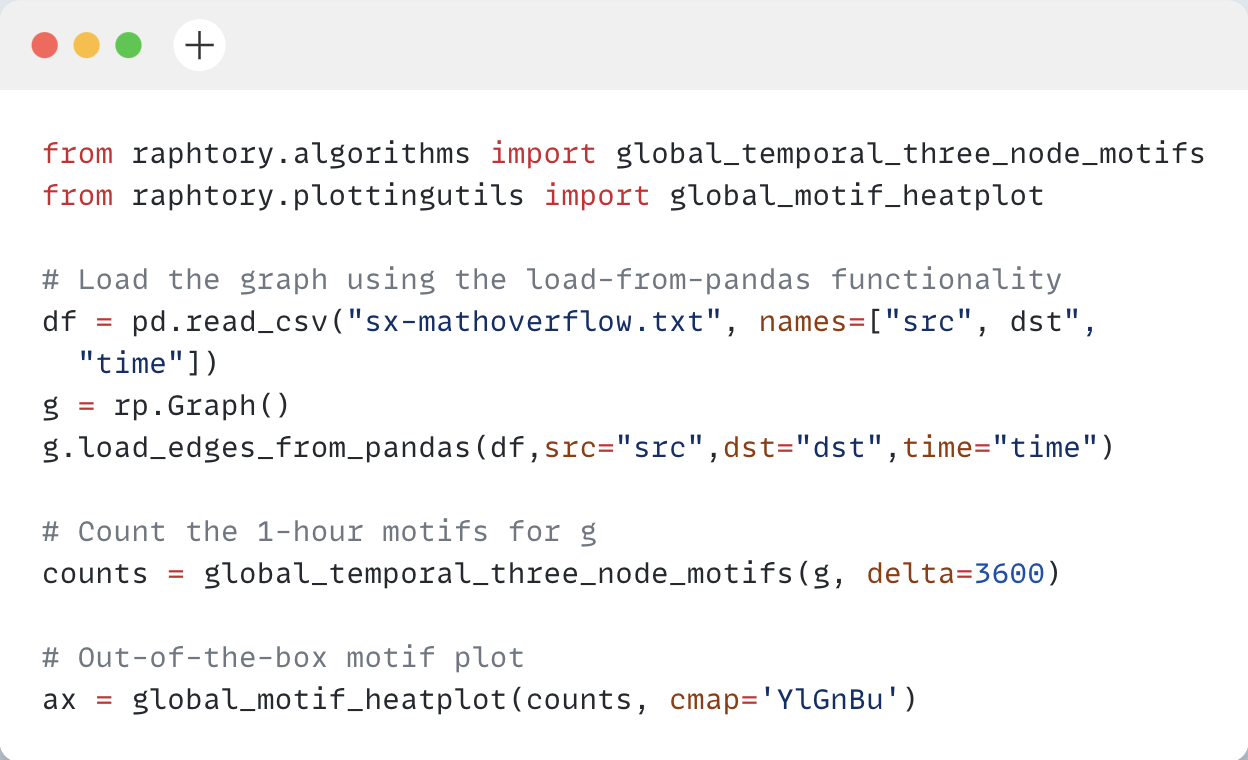 from raphtory.algorithms import global_temporal_three_node_motifs
from raphtory.plottingutils import global_motif_heatplot
# Load the graph using the load-from-pandas functionality
df = pd.read_csv("sx-mathoverflow.txt", names=["src", dst",
"time"])
g = rp.Graph()
g.load_edges_from_pandas(df,src="src",dst="dst",time="time")
# Count the 1-hour motifs for g
counts = global_temporal_three_node_motifs(g, delta=3600)
# Out-of-the-box motif plot
ax = global_motif_heatplot(counts, cmap='YlGnBu')